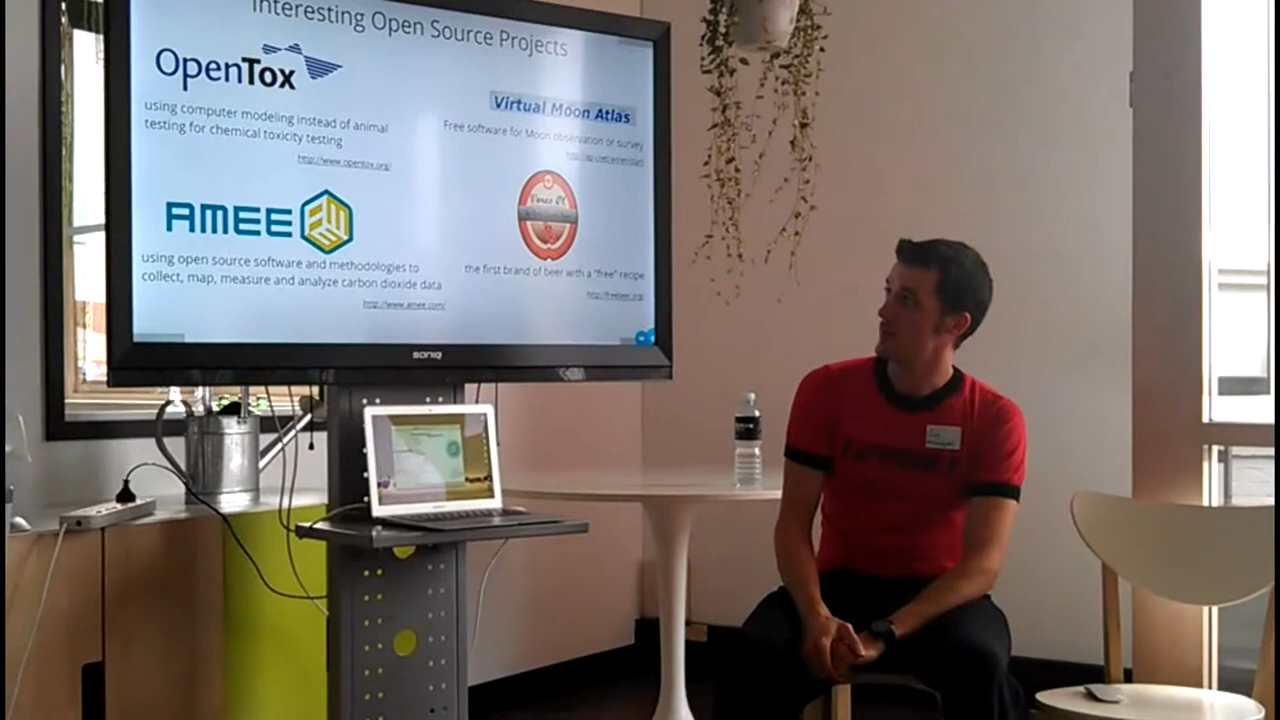 Interesting Open Source Projects
OpenTox
using computer modeling instead of animal
testing for chemical toxicity testing
http://www.opentox.org/
Virtual Moon Atlas
Free software for Moon observation or survey
AMEE
using open source software and methodologies to
collect, map, measure and analyze carbon dioxide data
http://www.amee.com/
the first brand of beer with a "free" recipe
http://freebeer.org/
soniq